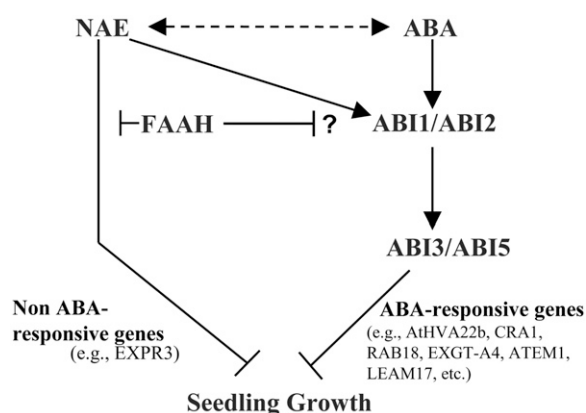 NAE
ABA
FAAH
?
ABI1/ABI2
ABI3/ABI5
Non ABA-
responsive genes
(e.g., EXPR3)
ABA-responsive genes
(e.g., AtHVA22b, CRA1,
RAB18, EXGT-A4, ATEM1,
LEAM17, etc.)
Seedling Growth